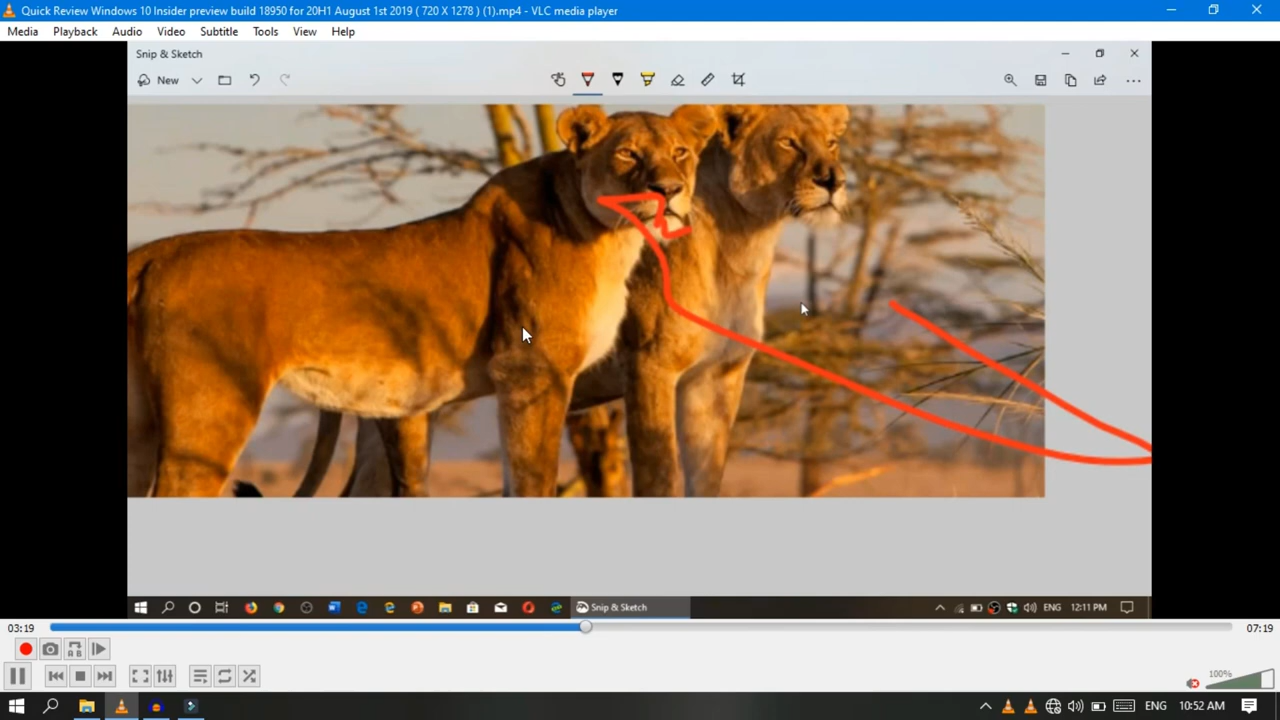 Quick Review Windows 10 Insider preview build 18950 for 20H1 August 1st 2019 ( 720 X 1278 ) (1).mp4 - VLC media player
Media Playback Audio Video Subtitle Tools View Help
Snip & Sketch
New
Snip & Sketch
ENG 12:11 PM
03:19
07:19
100%
ENG 10:52 AM